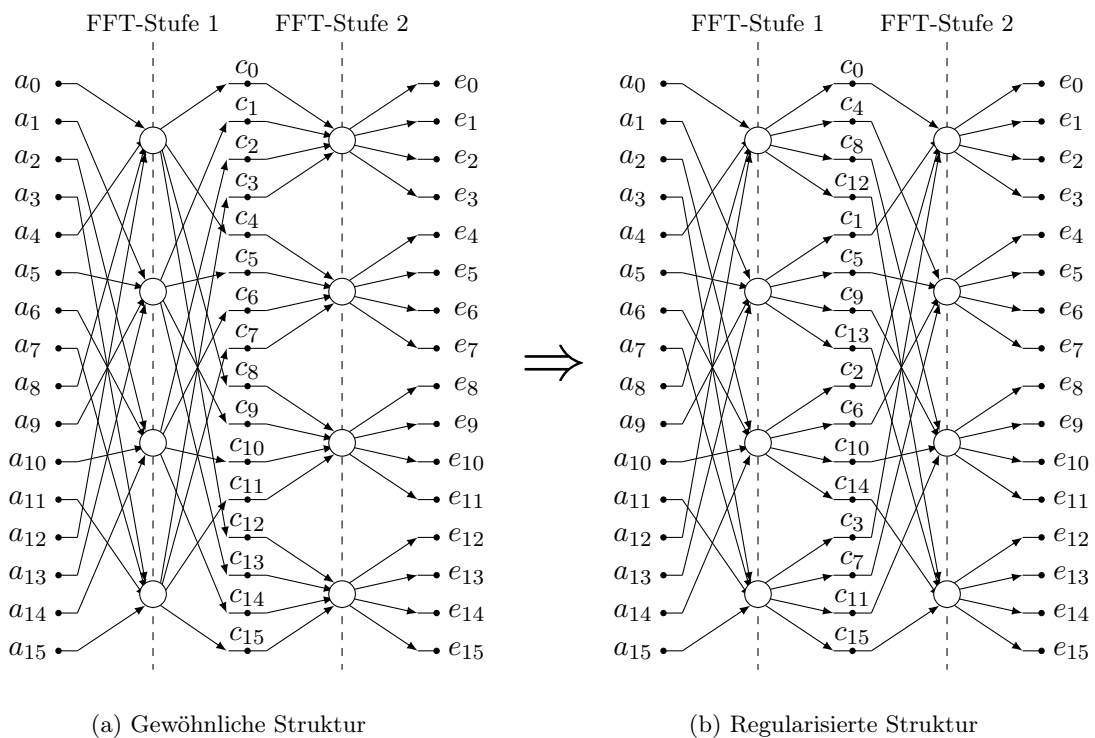 FFT-Stufe 1 FFT-Stufe 2 FFT-Stufe 1 FFT-Stufe 2
a₀ c₀ e₀ a₀ c₀ e₀
a₁ c₁ e₁ a₁ c₄ e₁
a₂ c₂ e₂ a₂ c₈ e₂
a₃ c₃ e₃ a₃ c₁₂ e₃
a₄ c₄ e₄ a₄ c₁ e₄
a₅ c₅ e₅ a₅ c₅ e₅
a₆ c₆ e₆ a₆ c₉ e₆
a₇ c₇ e₇ a₇ c₁₃ e₇
⇒
a₈ c₈ e₈ a₈ c₂ e₈
a₉ c₉ e₉ a₉ c₆ e₉
a₁₀ c₁₀ e₁₀ a₁₀ c₁₀ e₁₀
a₁₁ c₁₁ e₁₁ a₁₁ c₁₄ e₁₁
a₁₂ c₁₂ e₁₂ a₁₂ c₃ e₁₂
a₁₃ c₁₃ e₁₃ a₁₃ c₇ e₁₃
a₁₄ c₁₄ e₁₄ a₁₄ c₁₁ e₁₄
a₁₅ c₁₅ e₁₅ a₁₅ c₁₅ e₁₅
(a) Gewöhnliche Struktur (b) Regularisierte Struktur